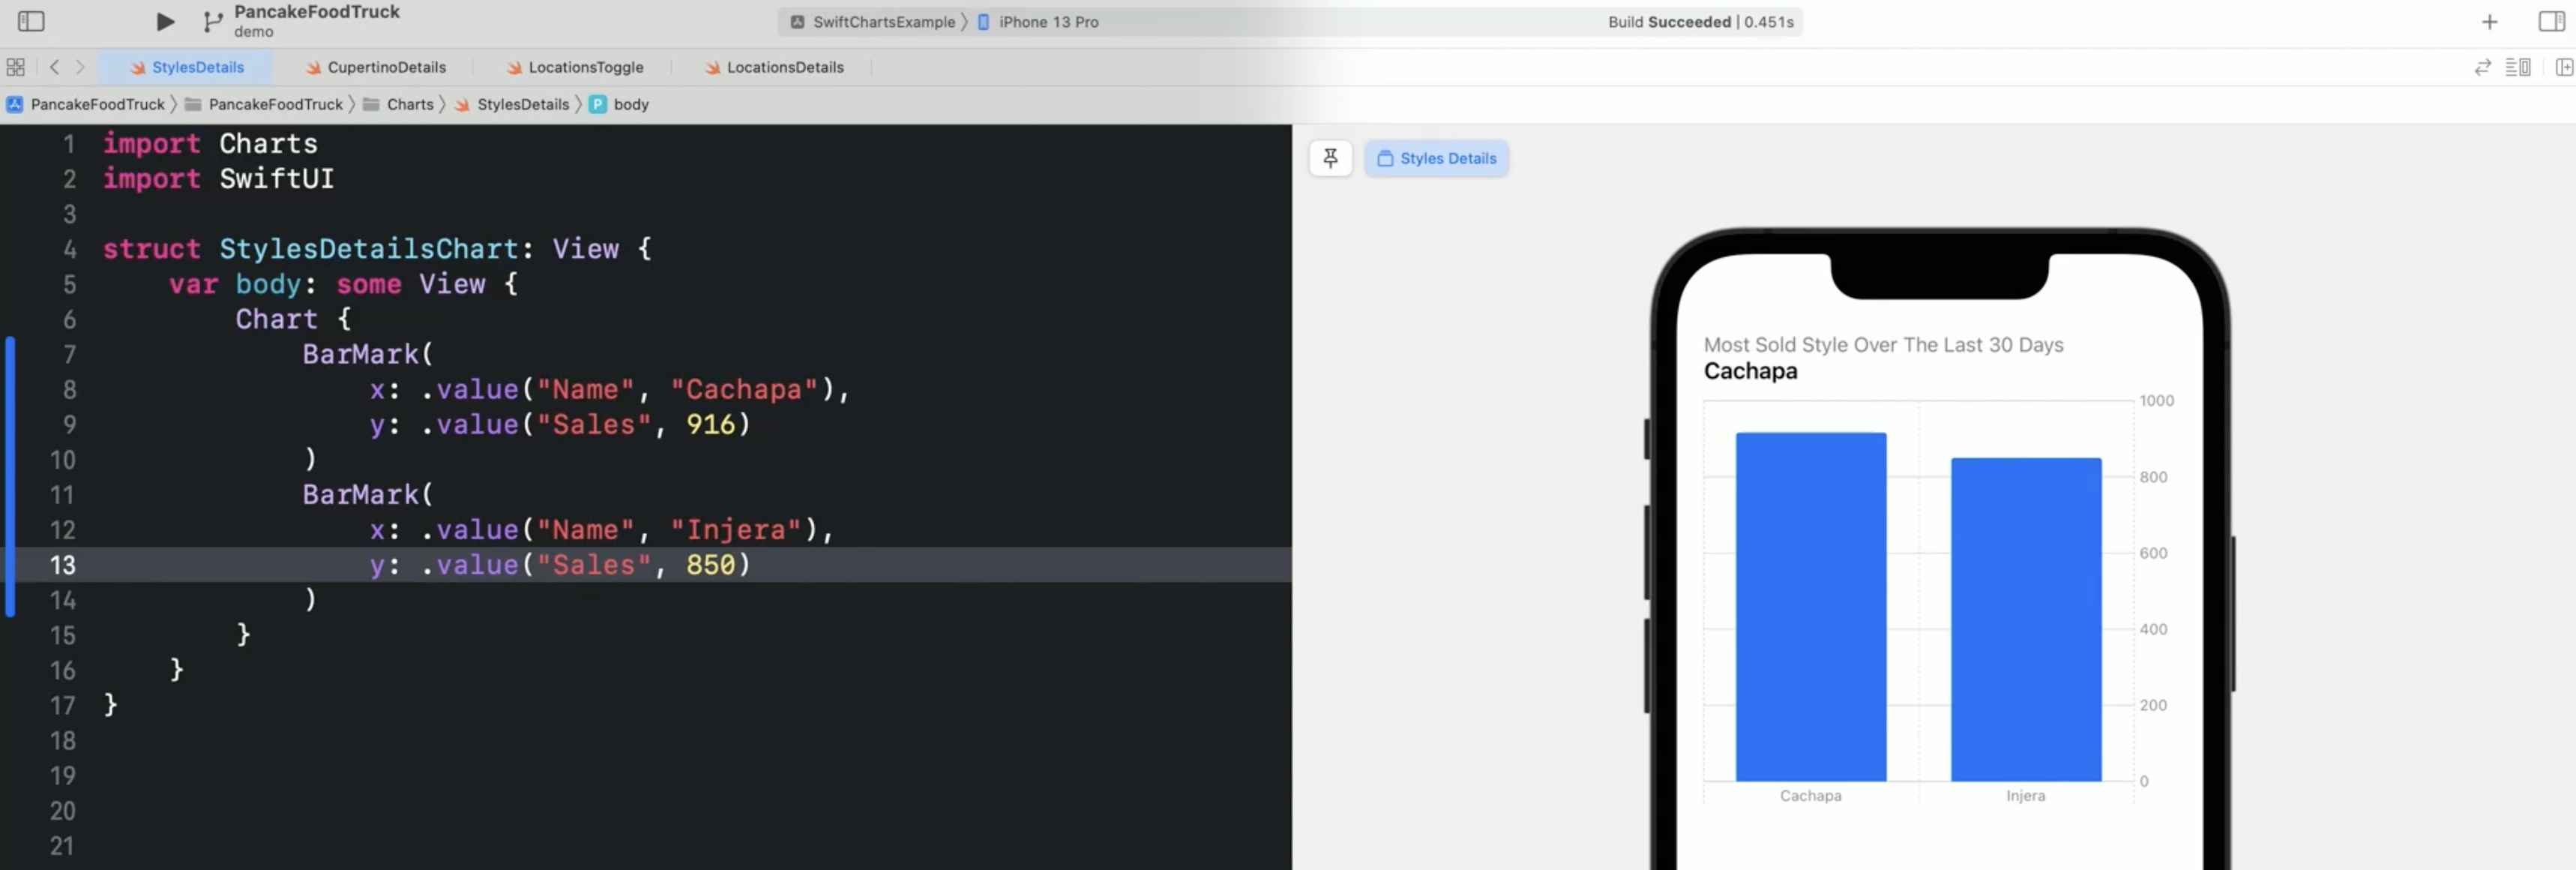 PancakeFoodTruck
demo
SwiftChartsExample
iPhone 13 Pro
Build Succeeded | 0.451s
StylesDetails
CupertinoDetails
LocationsToggle
LocationsDetails
PancakeFoodTruck
PancakeFoodTruck
Charts
StylesDetails
P body
1 import Charts
2 import SwiftUI
3
4 struct StylesDetailsChart: View {
5 var body: some View {
6 Chart {
7 BarMark(
8 x: .value("Name", "Cachapa"),
9 y: .value("Sales", 916)
10 )
11 BarMark(
12 x: .value("Name", "Injera"),
13 y: .value("Sales", 850)
14 )
15 }
16 }
17 }
18
19
20
21
Styles Details
Most Sold Style Over The Last 30 Days
Cachapa
1000
800
600
400
200
0
Cachapa
Injera